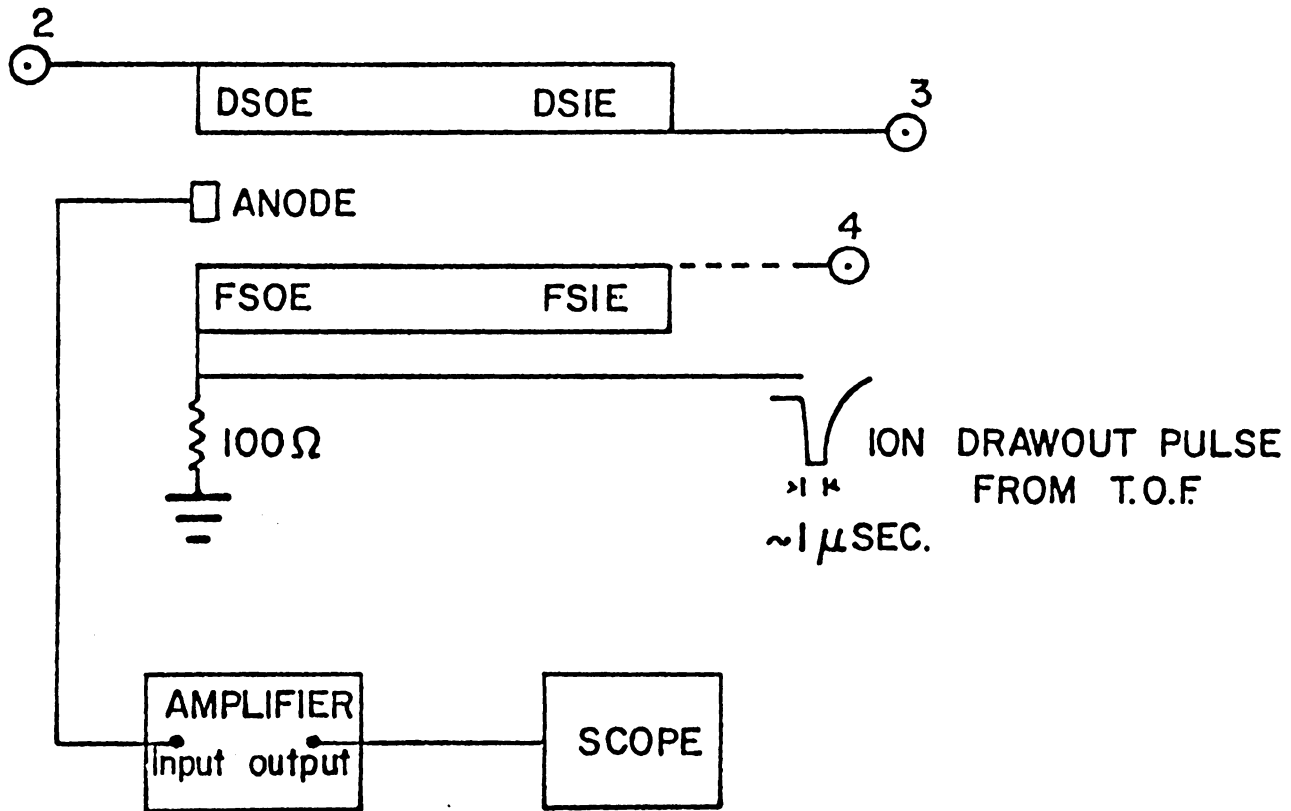 2
DSOE DSIE
3
ANODE
4
FSOE FSIE
100Ω
ION DRAWOUT PULSE
FROM T.O.F.
~1 μSEC.
AMPLIFIER
Input output
SCOPE